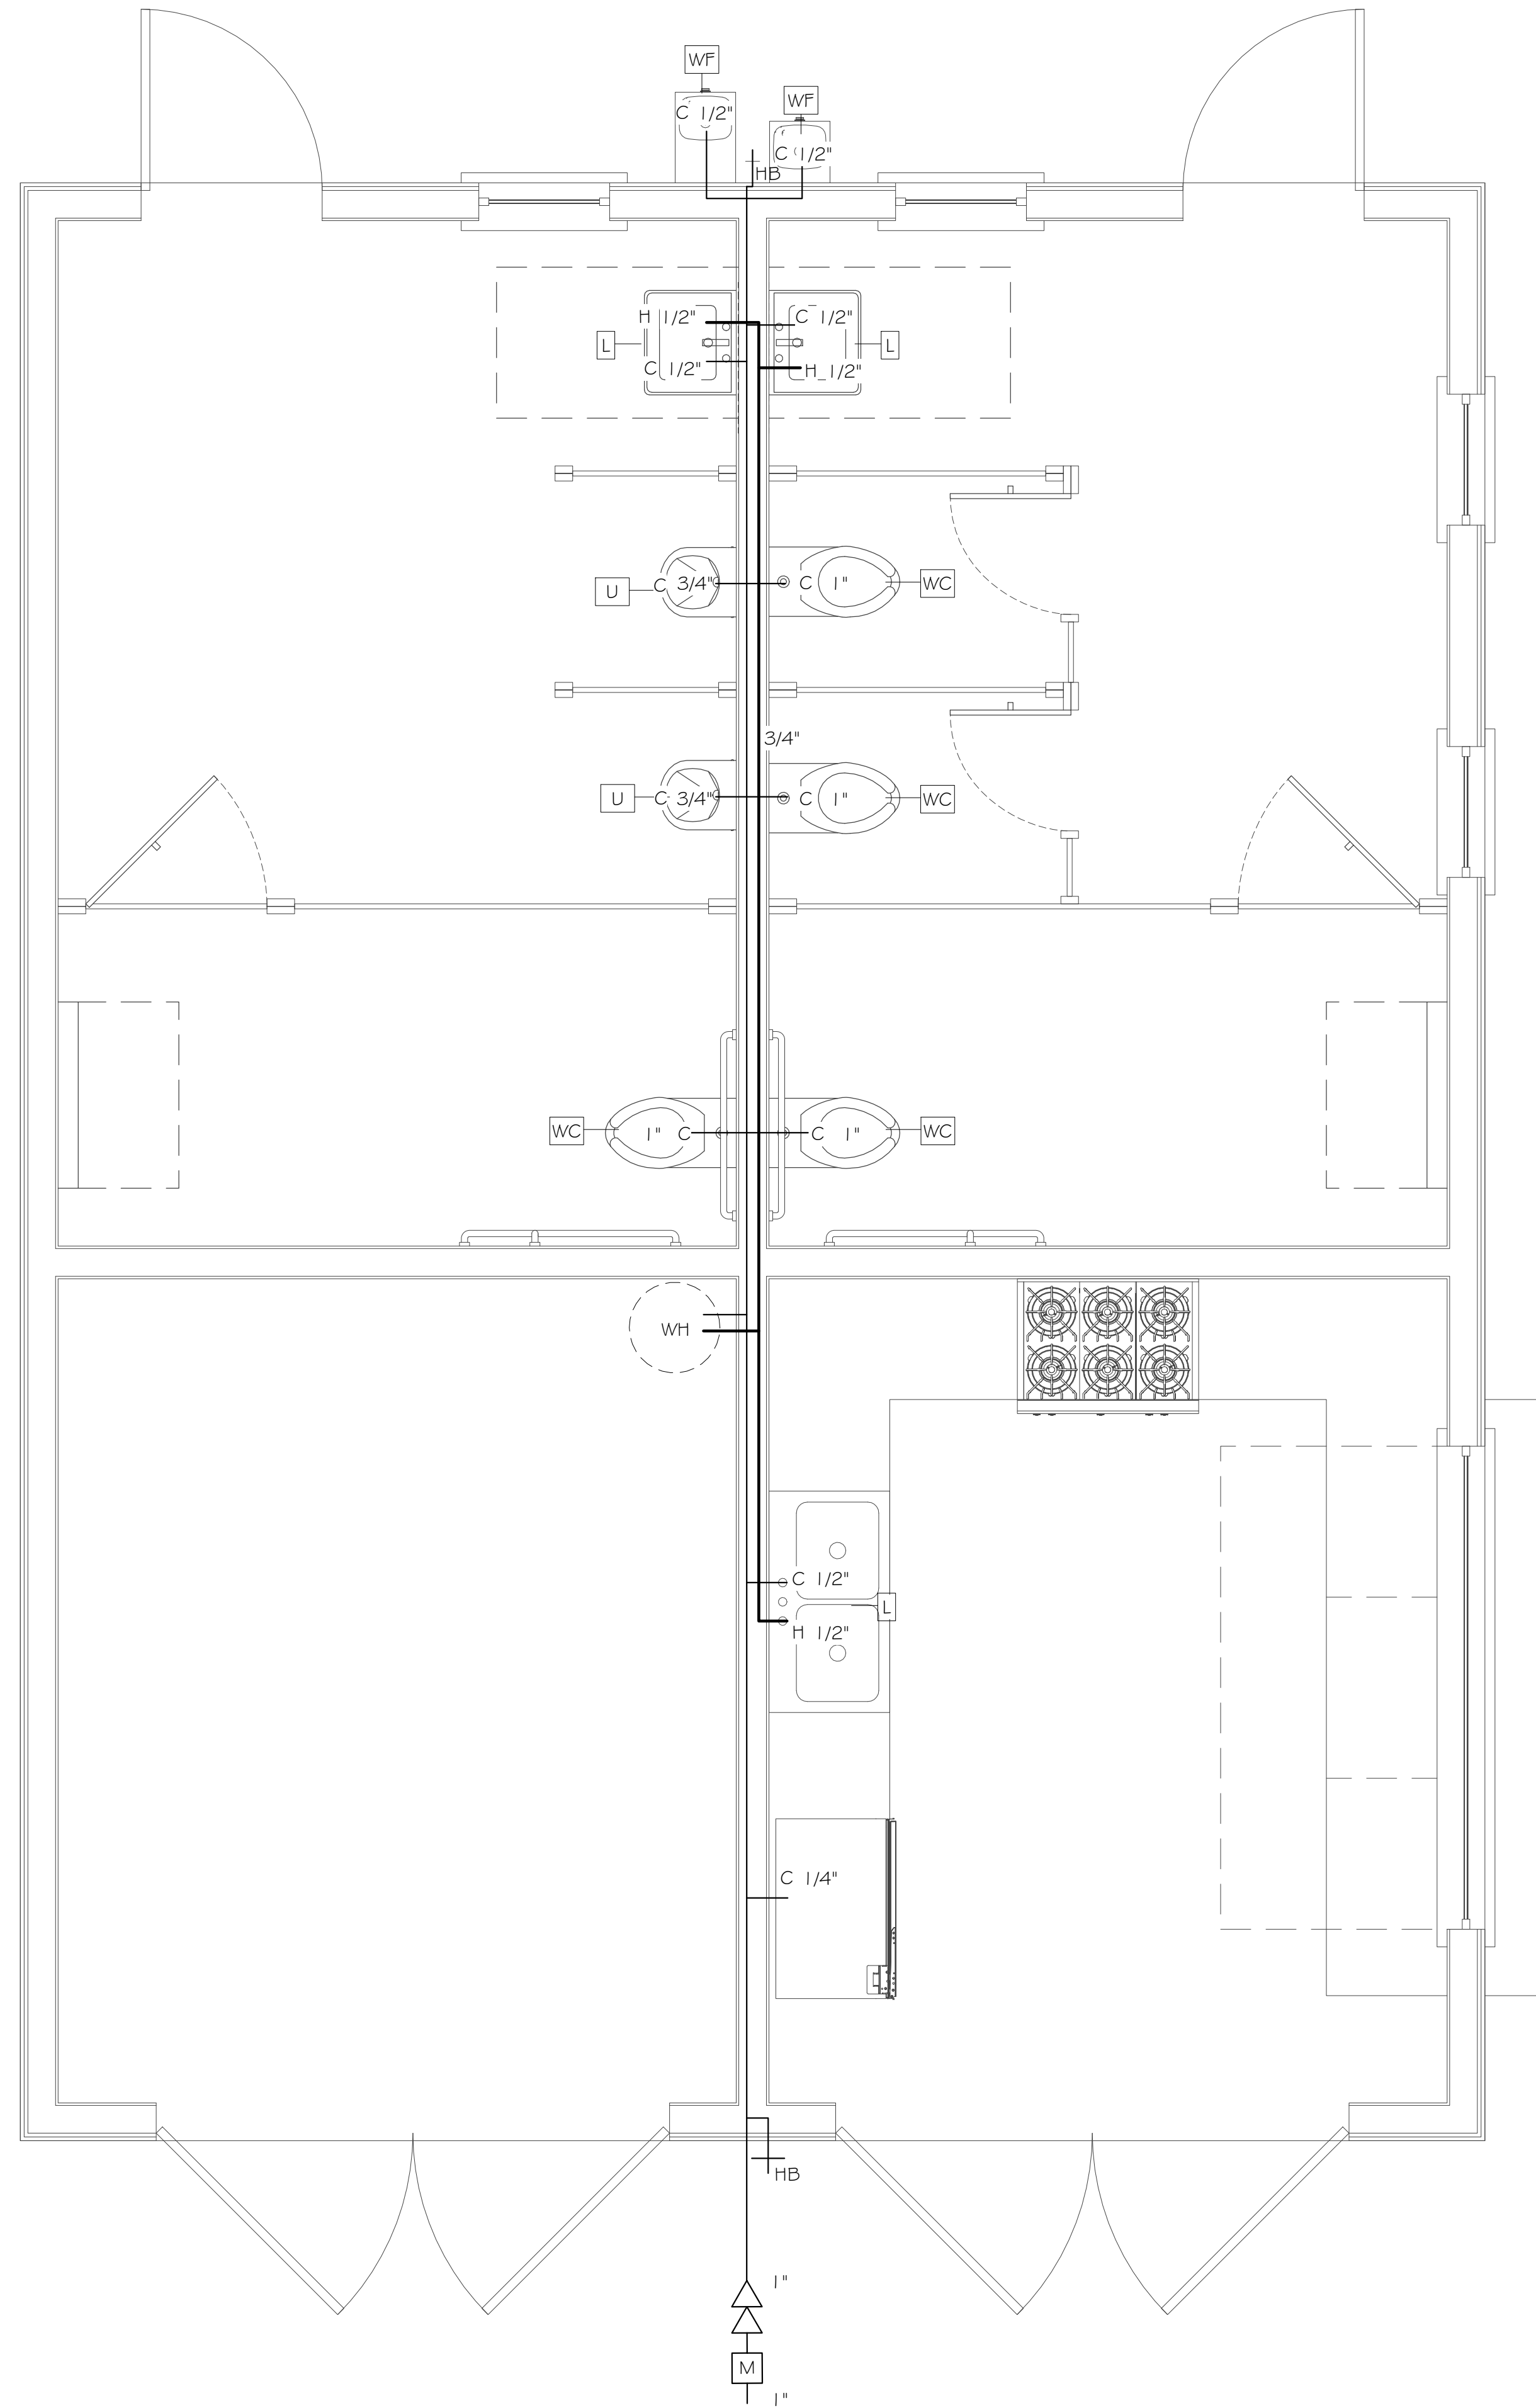 WF
WF
C 1/2"
C 1/2"
HB
H 1/2"
C 1/2"
L
L
C 1/2"
H 1/2"
U
C 3/4"
C 1"
WC
3/4"
U
C 3/4"
C 1"
WC
WC
1" C
C 1"
WC
WH
C 1/2"
L
H 1/2"
C 1/4"
HB
1"
M
1"